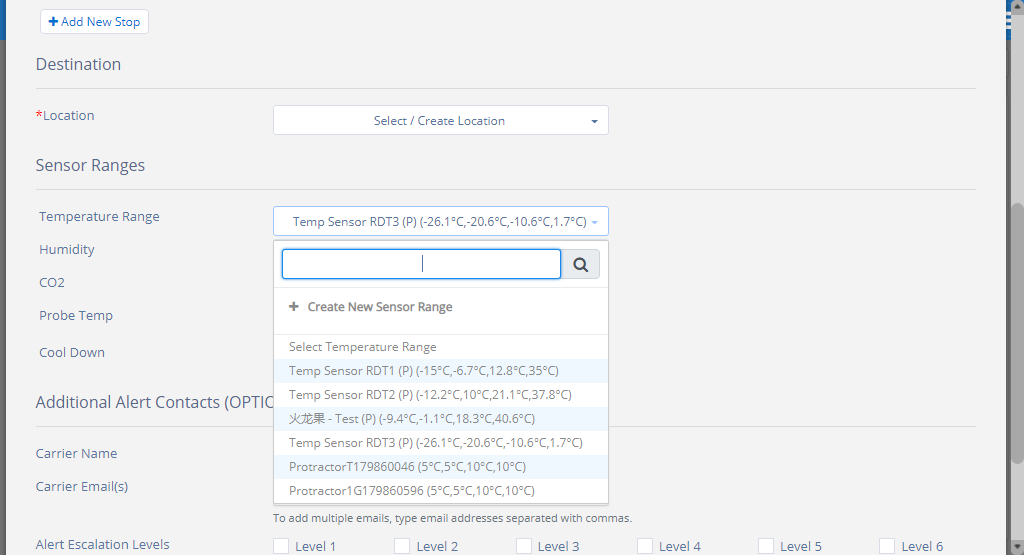 Add New Stop
Destination
*Location
Select / Create Location
Sensor Ranges
Temperature Range
Temp Sensor RDT3 (P) (-26.1°C,-20.6°C,-10.6°C,1.7°C)
Humidity
CO2
Create New Sensor Range
Probe Temp
Select Temperature Range
Cool Down
Temp Sensor RDT1 (P) (-15°C,-6.7°C,12.8°C,35°C)
Temp Sensor RDT2 (P) (-12.2°C,10°C,21.1°C,37.8°C)
Additional Alert Contacts (OPTIO
火龙果 - Test (P) (-9.4°C,-1.1°C,18.3°C,40.6°C)
Temp Sensor RDT3 (P) (-26.1°C,-20.6°C,-10.6°C,1.7°C)
Carrier Name
ProtractorT179860046 (5°C,5°C,10°C,10°C)
Carrier Email(s)
Protractor1G179860596 (5°C,5°C,10°C,10°C)
To add multiple emails, type email addresses separated with commas.
Alert Escalation Levels
Level 1 Level 2 Level 3 Level 4 Level 5 Level 6